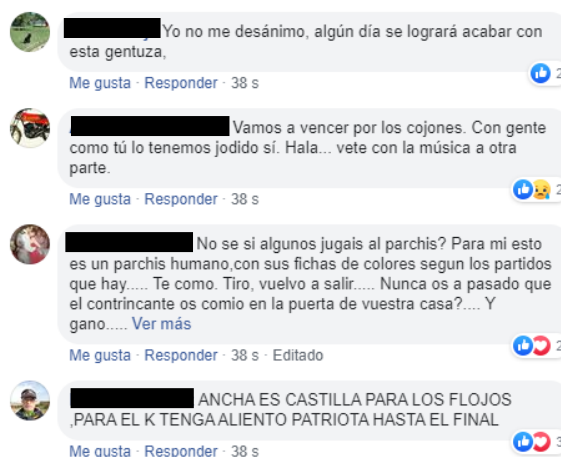 Yo no me desánimo, algún día se logrará acabar con
esta gentuza,
Me gusta · Responder · 38 s
2
Vamos a vencer por los cojones. Con gente
como tú lo tenemos jodido sí. Hala... vete con la música a otra
parte.
Me gusta · Responder · 38 s
2
No se si algunos jugais al parchis? Para mi esto
es un parchis humano,con sus fichas de colores segun los partidos
que hay..... Te como. Tiro, vuelvo a salir..... Nunca os a pasado que
el contrincante os comio en la puerta de vuestra casa?.... Y
gano..... Ver más
2
Me gusta · Responder · 38 s · Editado
ANCHA ES CASTILLA PARA LOS FLOJOS
,PARA EL K TENGA ALIENTO PATRIOTA HASTA EL FINAL
3
Me gusta · Responder · 38 s